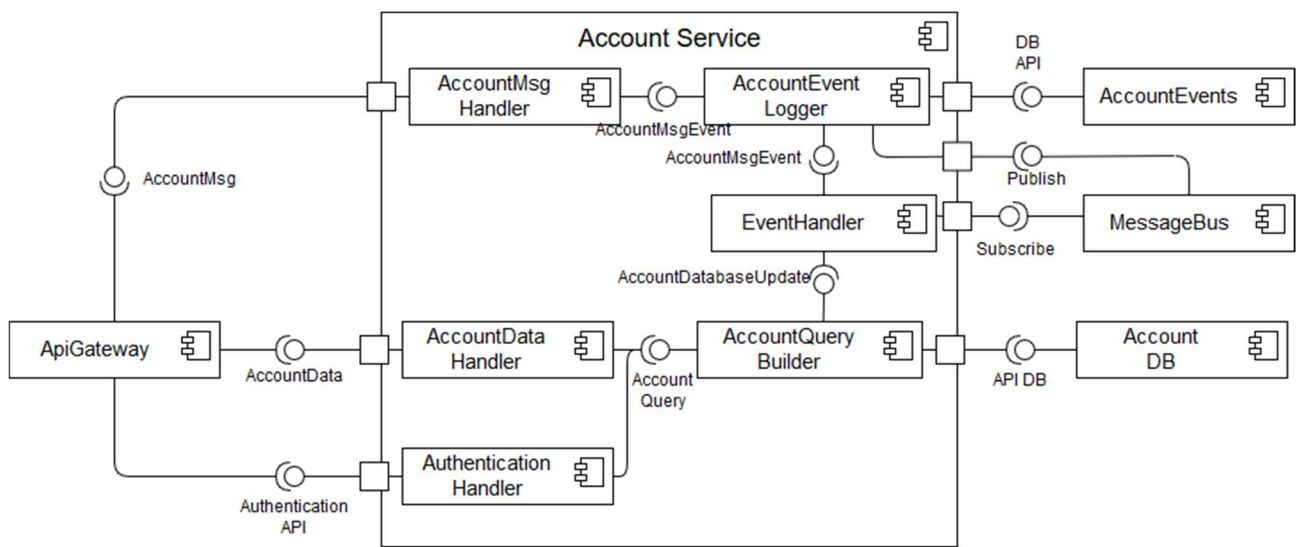 Account Service
DB
API
AccountMsg
Handler
AccountEvent
Logger
AccountEvents
AccountMsgEvent
AccountMsgEvent
AccountMsg
Publish
EventHandler
MessageBus
Subscribe
AccountDatabaseUpdate
ApiGateway
AccountData
Handler
AccountQuery
Builder
Account
DB
AccountData
Account
Query
API DB
Authentication
Handler
Authentication
API